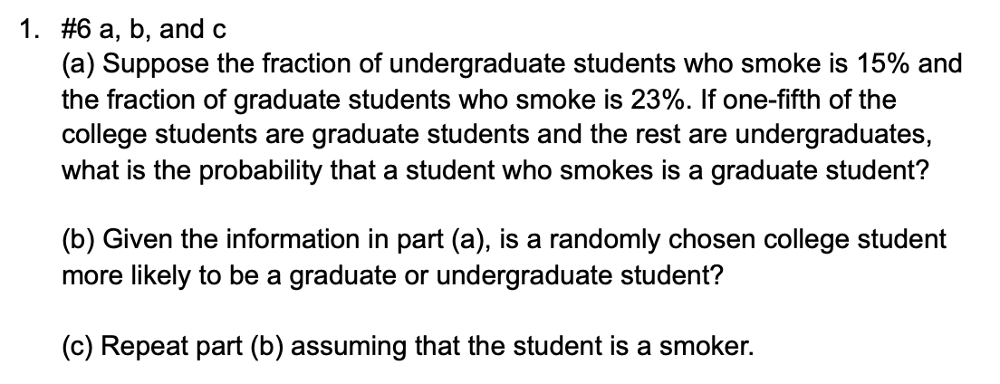 1. #6 a, b, and c
(a) Suppose the fraction of undergraduate students who smoke is 15% and
the fraction of graduate students who smoke is 23%. If one-fifth of the
college students are graduate students and the rest are undergraduates,
what is the probability that a student who smokes is a graduate student?
(b) Given the information in part (a), is a randomly chosen college student
more likely to be a graduate or undergraduate student?
(c) Repeat part (b) assuming that the student is a smoker.